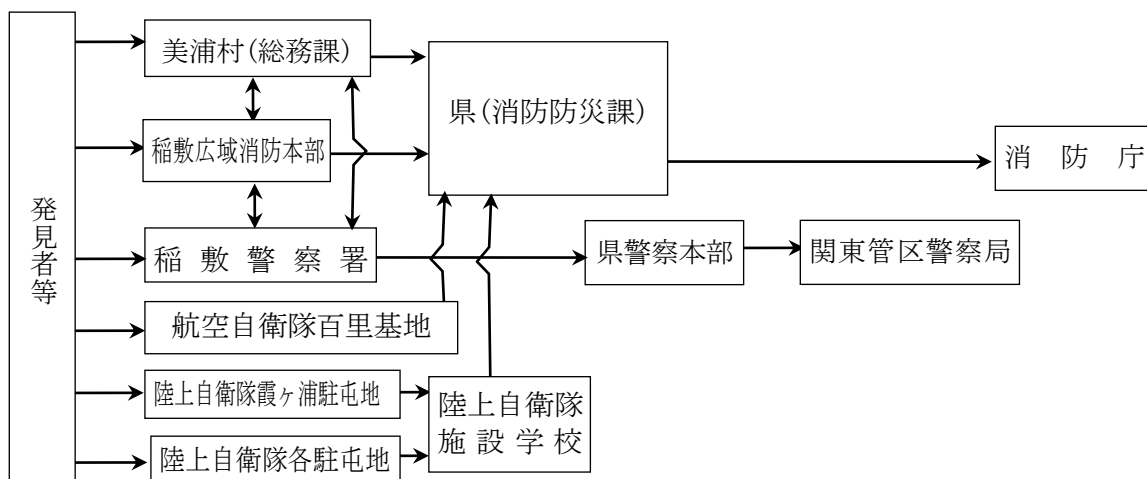 発見者等
美浦村(総務課)
稲敷広域消防本部
稲敷警察署
航空自衛隊百里基地
陸上自衛隊霞ヶ浦駐屯地
陸上自衛隊各駐屯地
県(消防防災課)
陸上自衛隊
施設学校
県警察本部
関東管区警察局
消防庁